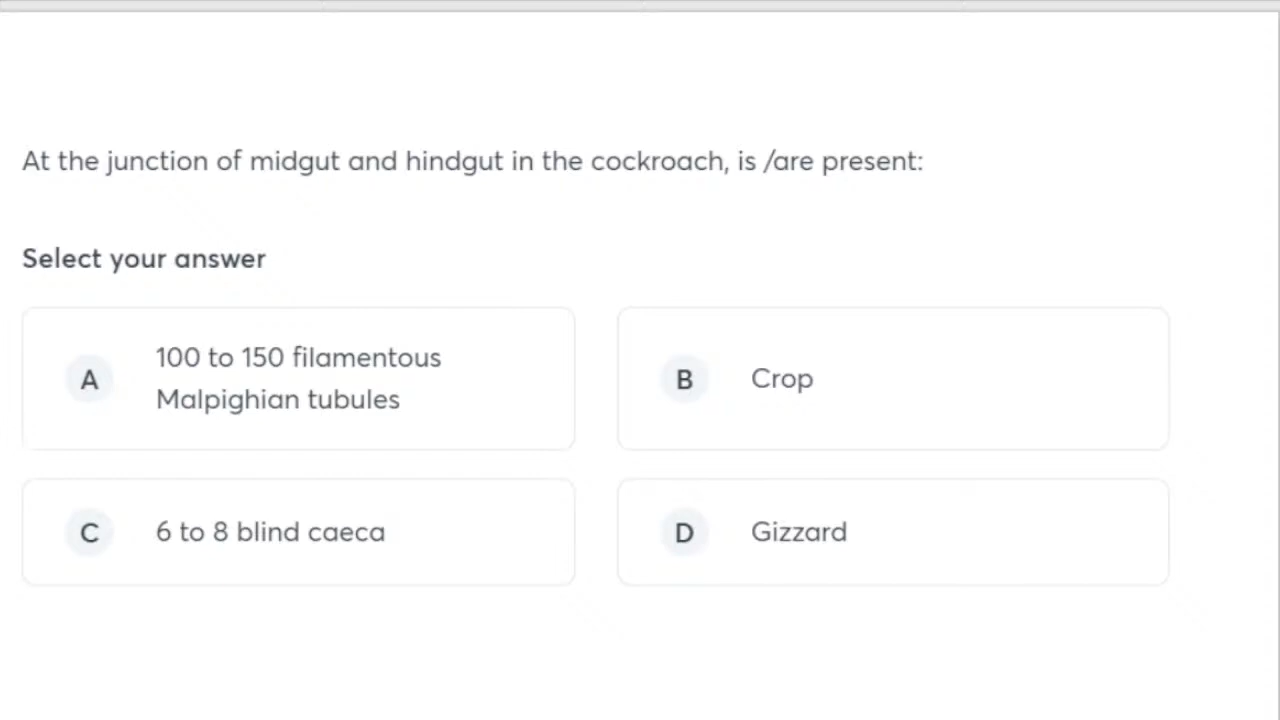 At the junction of midgut and hindgut in the cockroach, is /are present:
Select your answer
A
100 to 150 filamentous
Malpighian tubules
B
Crop
C
6 to 8 blind caeca
D
Gizzard